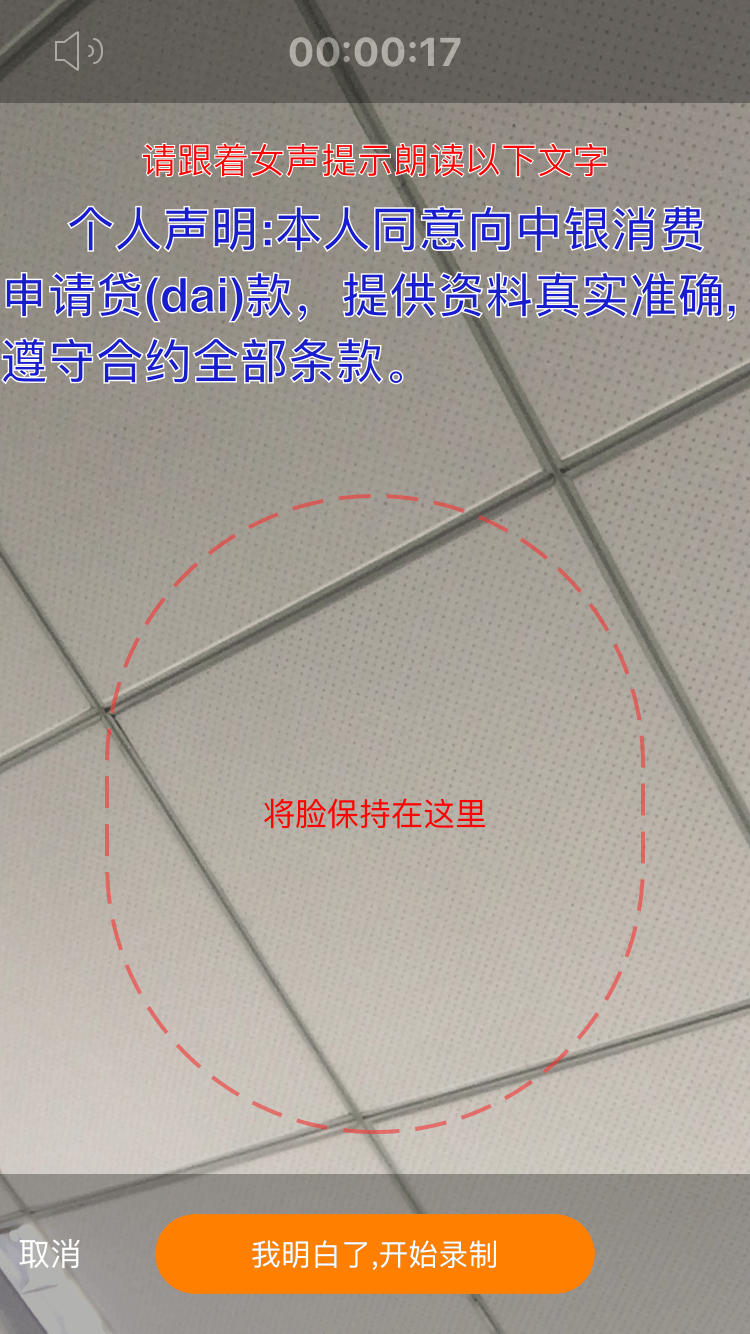 00:00:17
请跟着女声提示朗读以下文字
个人声明:本人同意向中银消费
申请贷(dai)款，提供资料真实准确,
遵守合约全部条款。
将脸保持在这里
取消
我明白了,开始录制